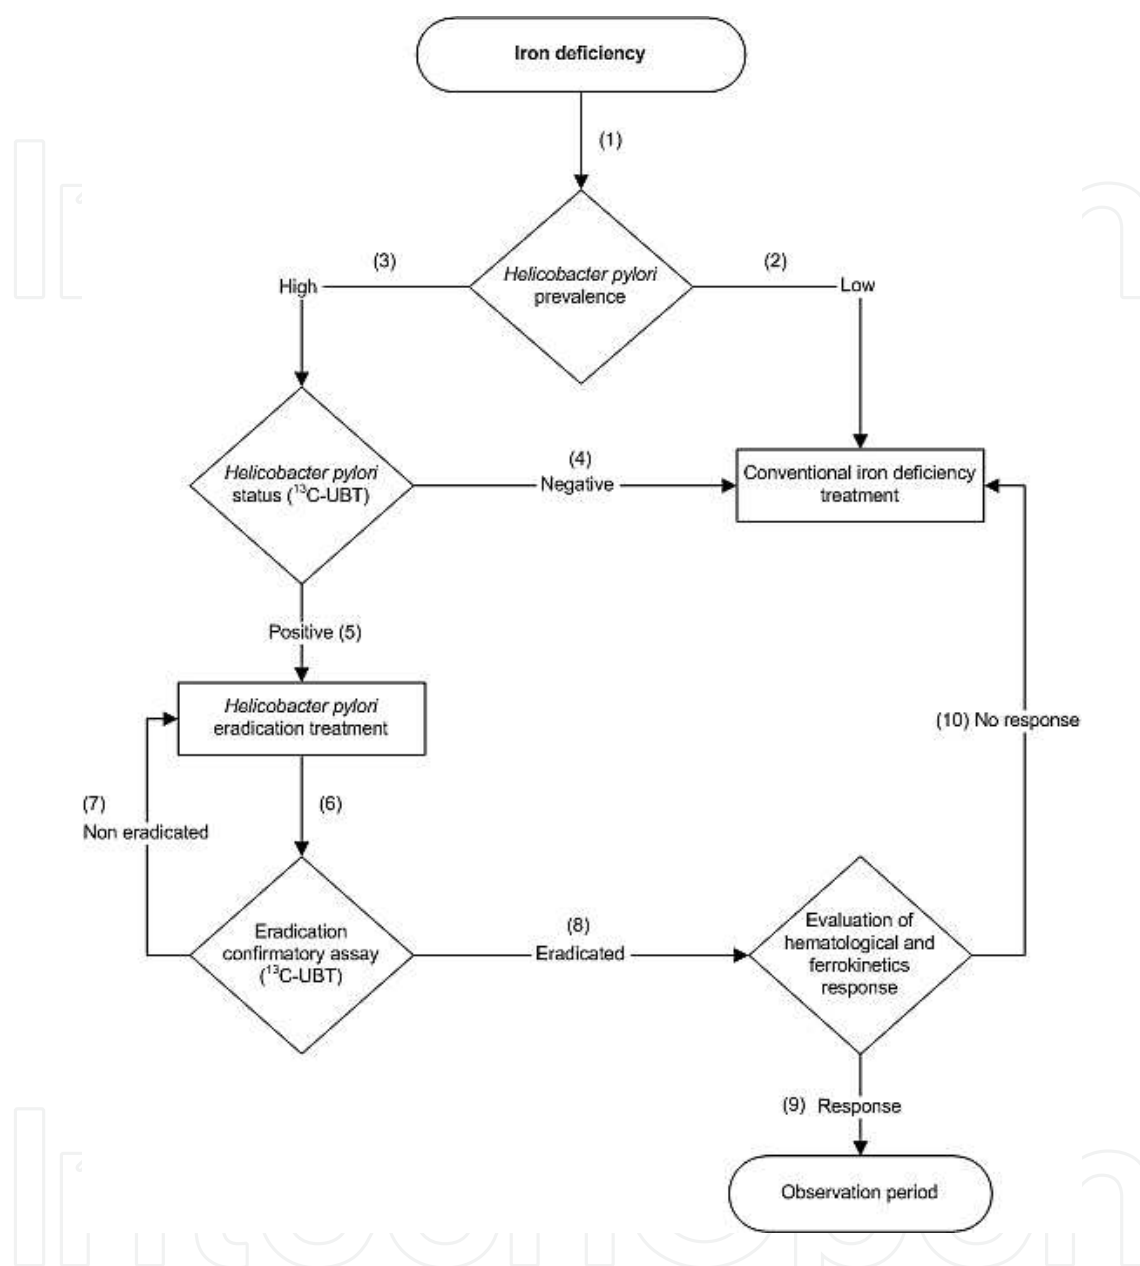 Iron deficiency
(1)
(3)
(2)
Helicobacter pylori
prevalence
High
Low
Helicobacter pylori
status (¹³C-UBT)
(4)
Negative
Conventional iron deficiency
treatment
Positive (5)
Helicobacter pylori
eradication treatment
(10) No response
(7)
Non eradicated
(6)
Eradication
confirmatory assay
(¹³C-UBT)
(8)
Eradicated
Evaluation of
hematological and
ferrokinetics
response
(9) Response
Observation period